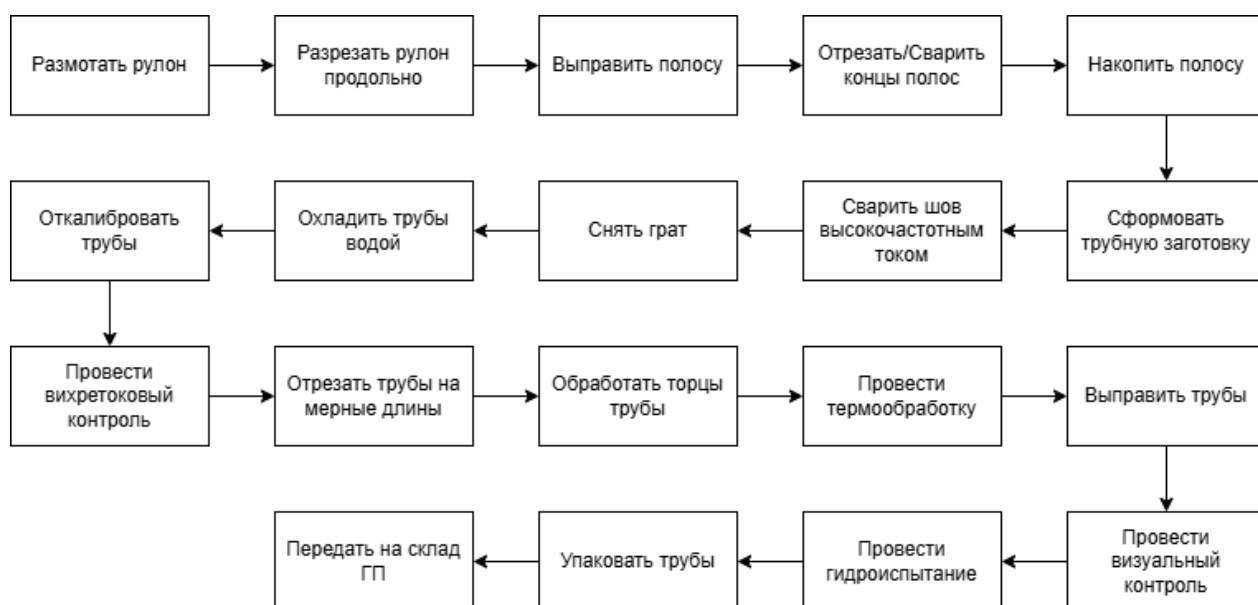 Размотать рулон
Разрезать рулон
продольно
Выправить полосу
Отрезать/Сварить
концы полос
Накопить полосу
Сформовать
трубную заготовку
Сварить шов
высокочастотным
током
Снять грат
Охладить трубы
водой
Откалибровать
трубы
Провести
вихретоковый
контроль
Отрезать трубы на
мерные длины
Обработать торцы
трубы
Провести
термообработку
Выправить трубы
Провести
визуальный
контроль
Провести
гидроиспытание
Упаковать трубы
Передать на склад
ГП